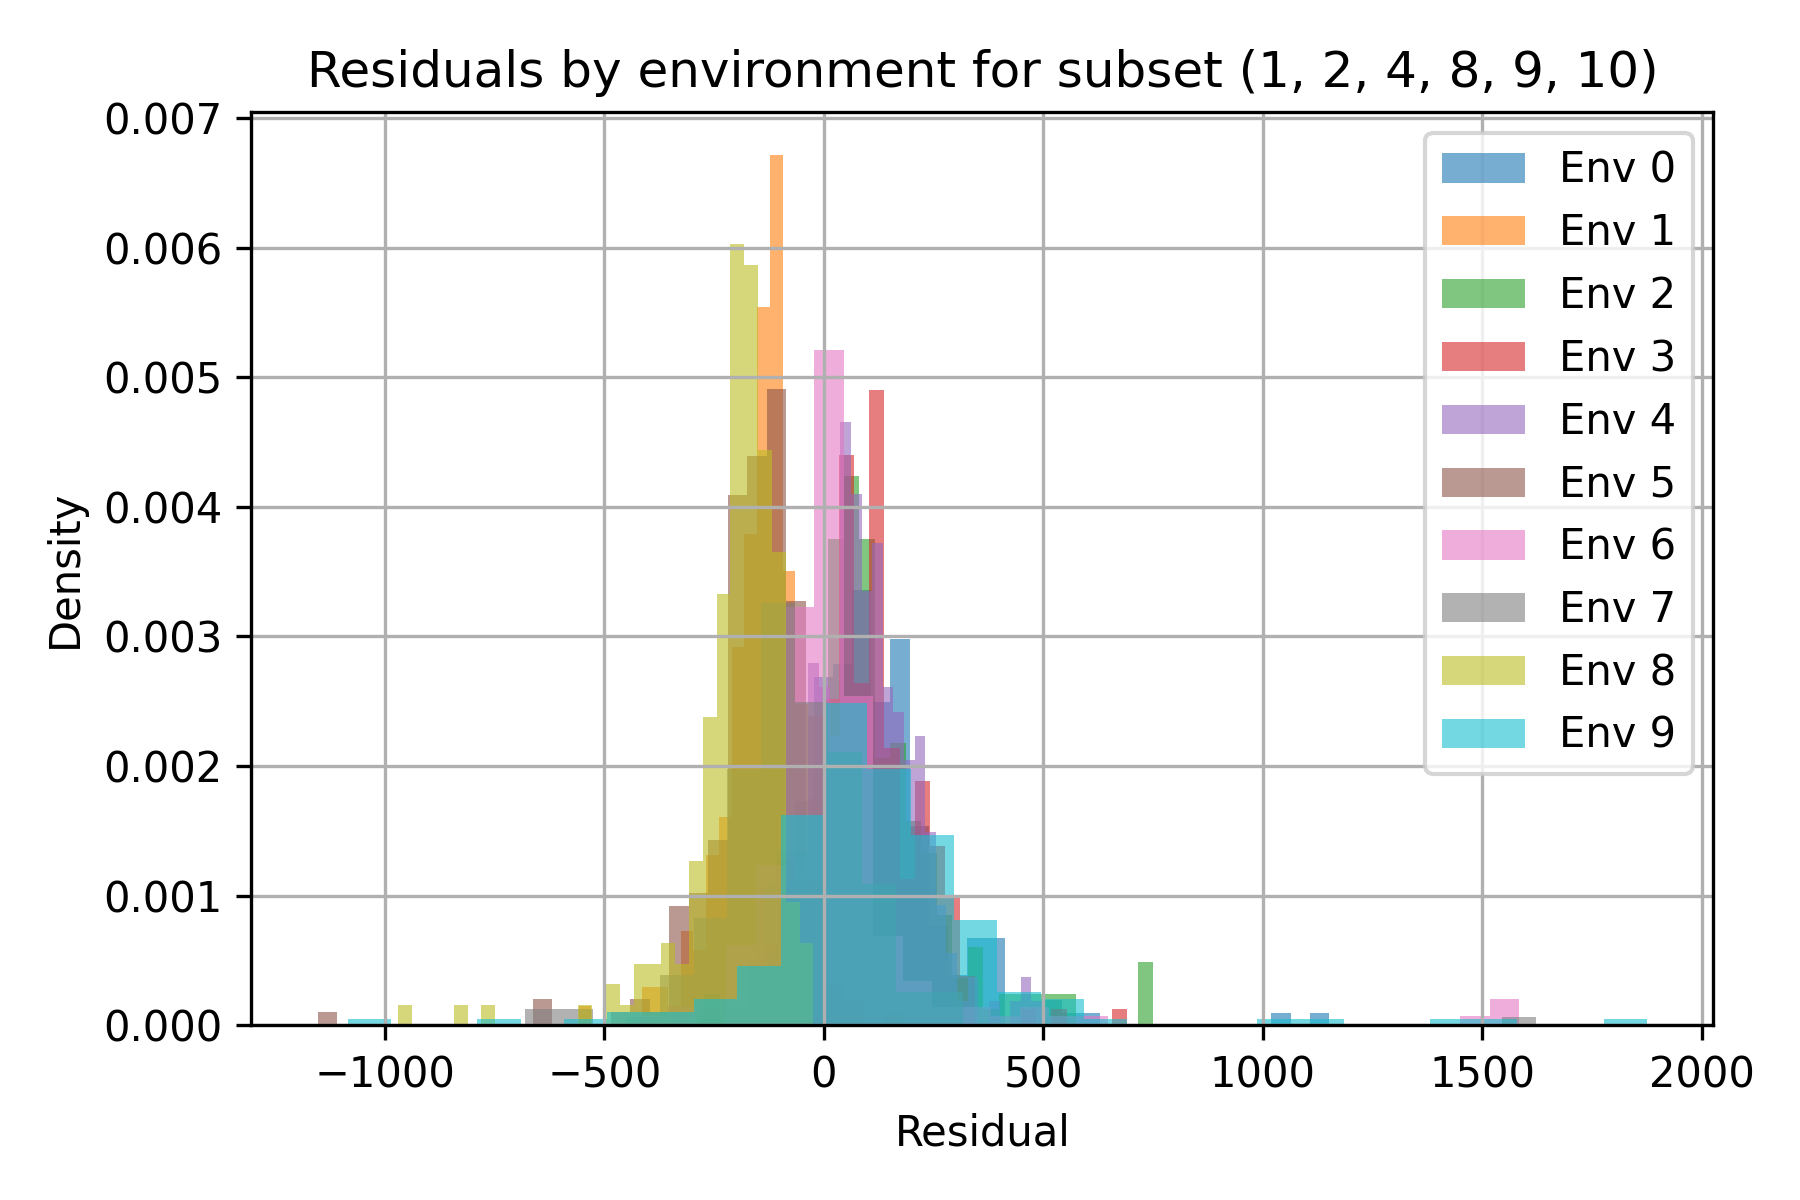 Residuals by environment for subset (1, 2, 4, 8, 9, 10)
0.007
0.006
0.005
0.004
0.003
0.002
0.001
0.000
Density
Env 0
Env 1
Env 2
Env 3
Env 4
Env 5
Env 6
Env 7
Env 8
Env 9
−1000
−500
0
500
1000
1500
2000
Residual